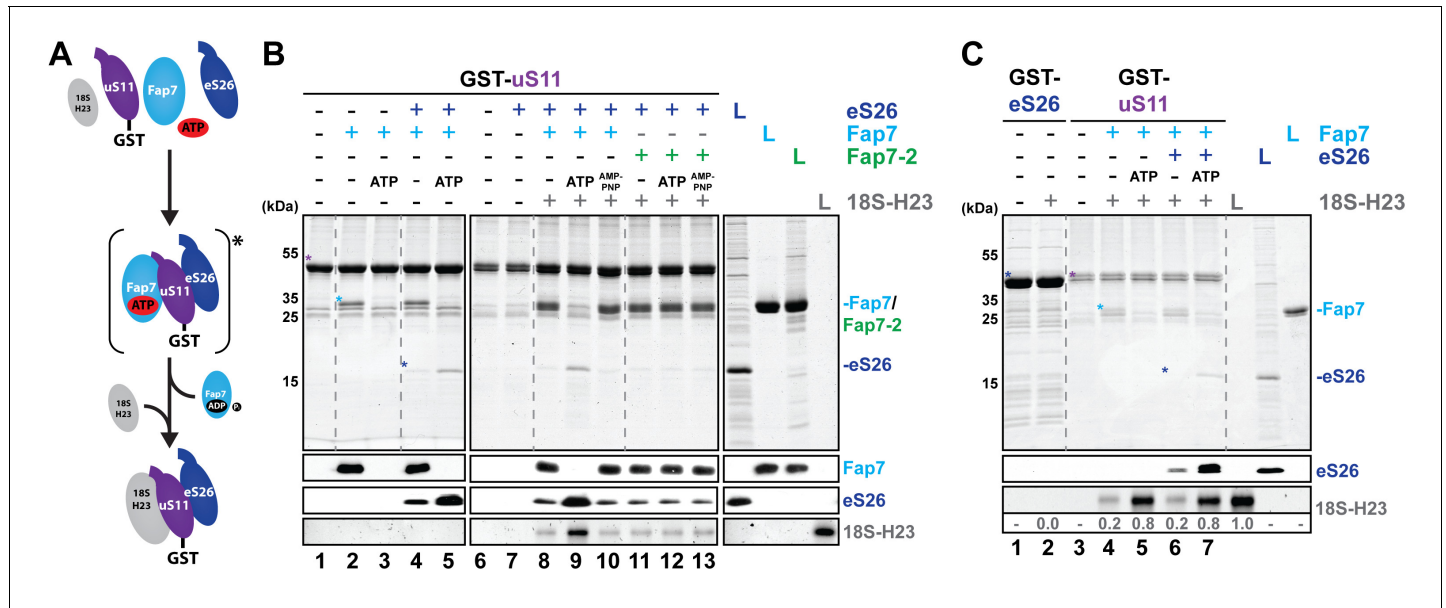 A
18S
H23
uS11
Fap7
eS26
ATP
GST
Fap7
ATP
uS11
eS26
*
GST
18S
H23
Fap7
ADP
Pi
18S
H23
uS11
eS26
GST
B
GST-uS11
- - - + + - + + + + + + + L eS26
- + + + + - - + + + - - - L Fap7
- - - - - - - - - - + + + L Fap7-2
- - ATP - ATP - - - ATP AMP-PNP - ATP AMP-PNP
- - - - - - - + + + + + + L 18S-H23
(kDa)
55
35
25
15
*
*
*
-Fap7/
Fap7-2
-eS26
Fap7
eS26
18S-H23
1 2 3 4 5 6 7 8 9 10 11 12 13
C
GST-
eS26
GST-
uS11
- - - + + + + L Fap7
- - - - - + + L eS26
- - - - ATP - ATP
- + - + + + + L 18S-H23
(kDa)
55
35
25
15
*
*
*
*
-Fap7
-eS26
eS26
18S-H23
- 0.0 - 0.2 0.8 0.2 0.8 1.0 - -
1 2 3 4 5 6 7